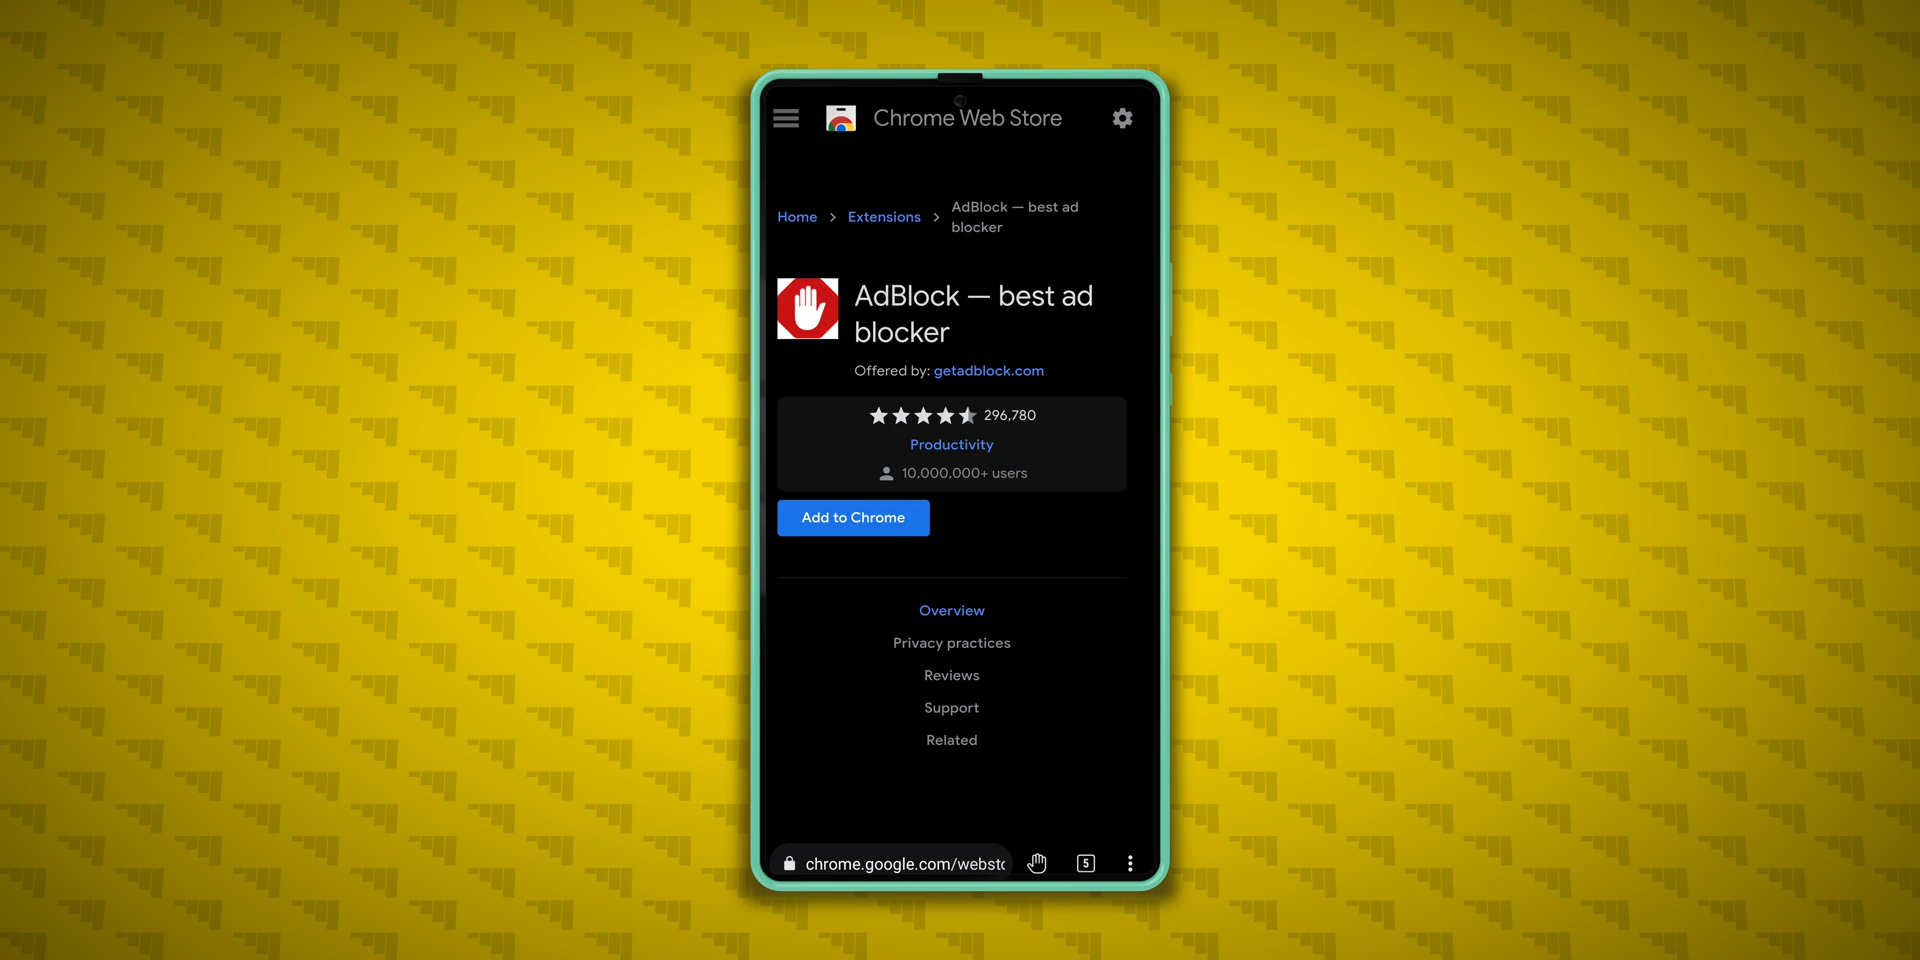 Chrome Web Store
Home > Extensions > AdBlock — best ad
blocker
AdBlock — best ad
blocker
Offered by: getadblock.com
296,780
Productivity
10,000,000+ users
Add to Chrome
Overview
Privacy practices
Reviews
Support
Related
chrome.google.com/websto
5